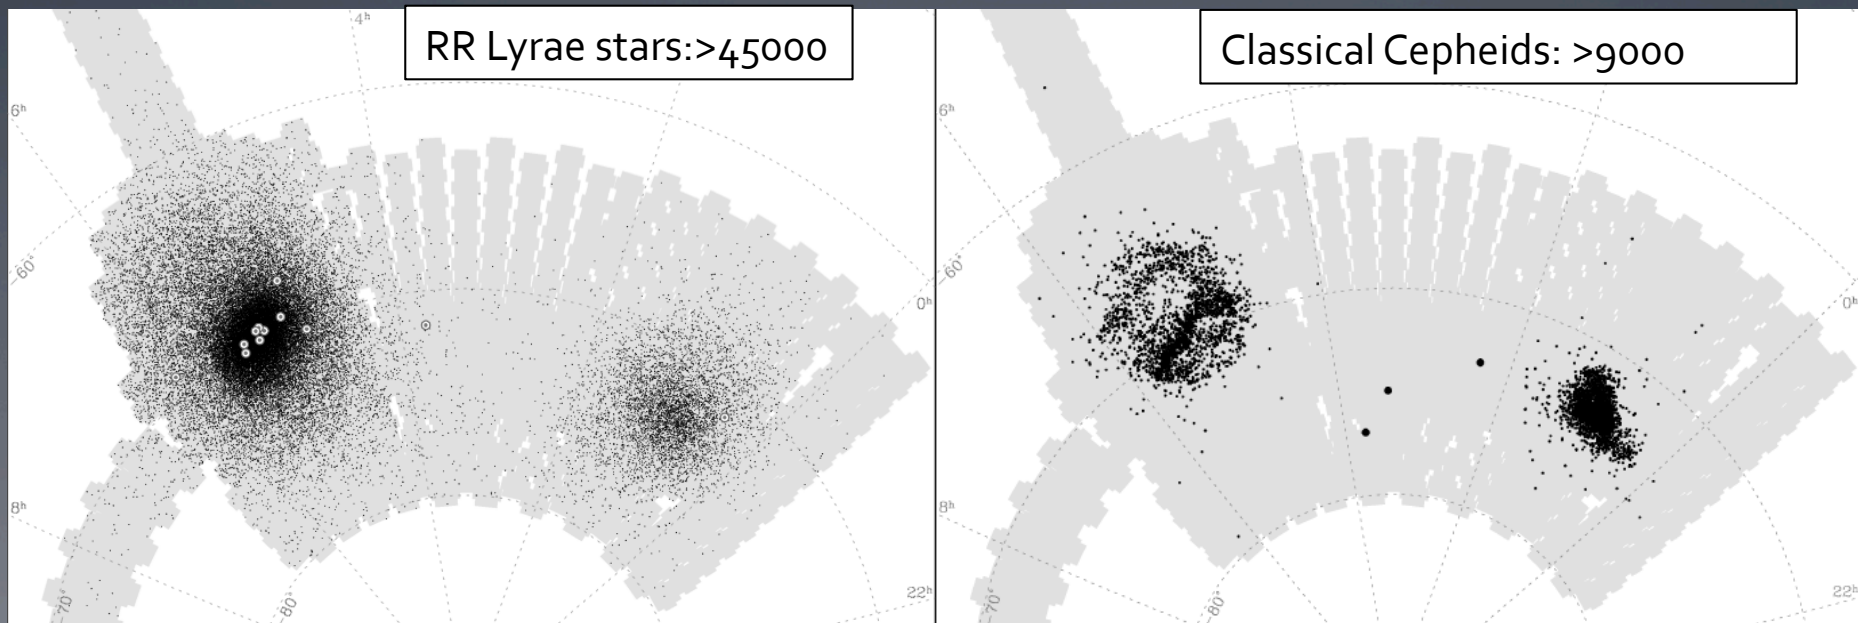 RR Lyrae stars:>45000
4h
6h
-60°
0h
8h
-70°
-80°
22h
Classical Cepheids: >9000
6h
-60°
0h
8h
-70°
-80°
22h